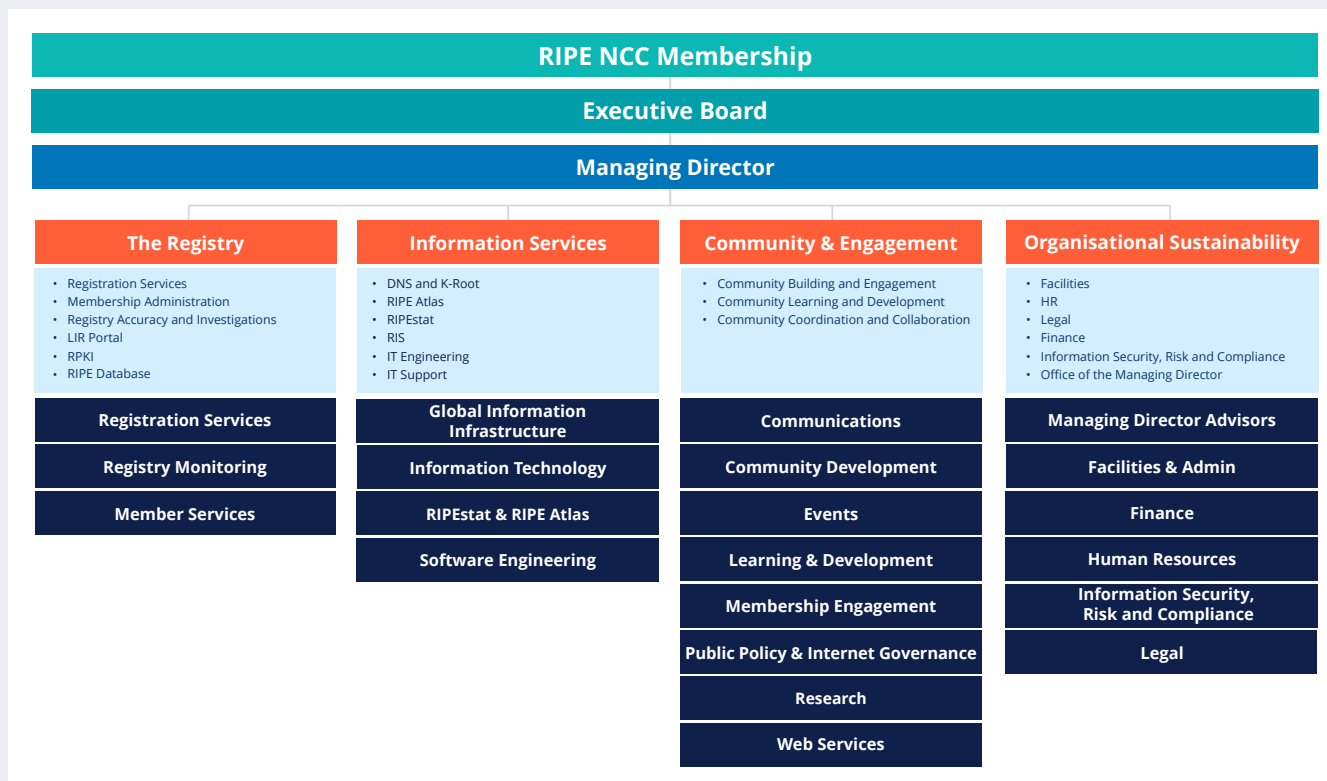 RIPE NCC Membership
Executive Board
Managing Director
The Registry
• Registration Services
• Membership Administration
• Registry Accuracy and Investigations
• LIR Portal
• RPKI
• RIPE Database
Registration Services
Registry Monitoring
Member Services
Information Services
• DNS and K-Root
• RIPE Atlas
• RIPEstat
• RIS
• IT Engineering
• IT Support
Global Information
Infrastructure
Information Technology
RIPEstat & RIPE Atlas
Software Engineering
Community & Engagement
• Community Building and Engagement
• Community Learning and Development
• Community Coordination and Collaboration
Communications
Community Development
Events
Learning & Development
Membership Engagement
Public Policy & Internet Governance
Research
Web Services
Organisational Sustainability
• Facilities
• HR
• Legal
• Finance
• Information Security, Risk and Compliance
• Office of the Managing Director
Managing Director Advisors
Facilities & Admin
Finance
Human Resources
Information Security,
Risk and Compliance
Legal